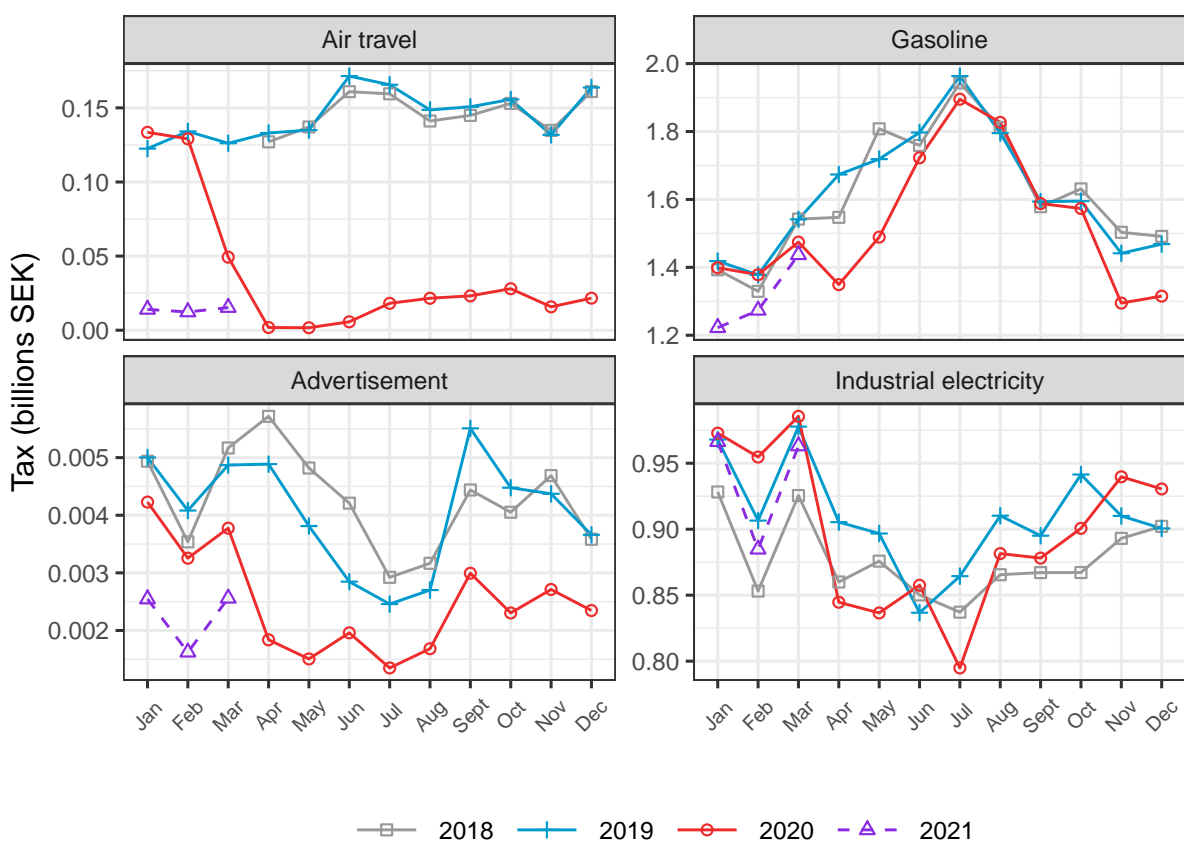 Air travel
Gasoline
0.15
0.10
0.05
0.00
2.0
1.8
1.6
1.4
1.2
Tax (billions SEK)
Advertisement
Industrial electricity
0.005
0.004
0.003
0.002
0.95
0.90
0.85
0.80
Jan Feb Mar Apr May Jun Jul Aug Sept Oct Nov Dec
Jan Feb Mar Apr May Jun Jul Aug Sept Oct Nov Dec
2018 2019 2020 2021